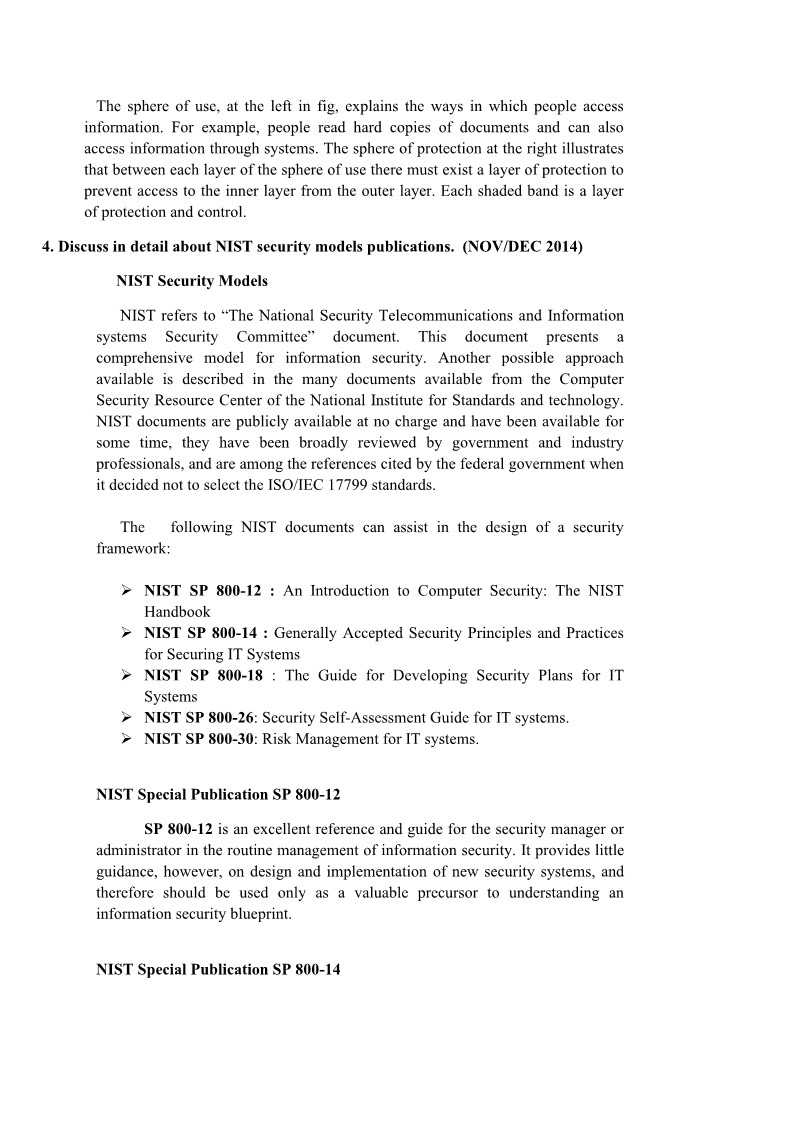 The sphere of use, at the left in fig, explains the ways in which people access
information. For example, people read hard copies of documents and can also
access information through systems. The sphere of protection at the right illustrates
that between each layer of the sphere of use there must exist a layer of protection to
prevent access to the inner layer from the outer layer. Each shaded band is a layer
of protection and control.
4. Discuss in detail about NIST security models publications. (NOV/DEC 2014)
NIST Security Models
NIST refers to “The National Security Telecommunications and Information
systems Security Committee” document. This document presents a
comprehensive model for information security. Another possible approach
available is described in the many documents available from the Computer
Security Resource Center of the National Institute for Standards and technology.
NIST documents are publicly available at no charge and have been available for
some time, they have been broadly reviewed by government and industry
professionals, and are among the references cited by the federal government when
it decided not to select the ISO/IEC 17799 standards.
The following NIST documents can assist in the design of a security
framework:
➢ NIST SP 800-12 : An Introduction to Computer Security: The NIST
Handbook
➢ NIST SP 800-14 : Generally Accepted Security Principles and Practices
for Securing IT Systems
➢ NIST SP 800-18 : The Guide for Developing Security Plans for IT
Systems
➢ NIST SP 800-26: Security Self-Assessment Guide for IT systems.
➢ NIST SP 800-30: Risk Management for IT systems.
NIST Special Publication SP 800-12
SP 800-12 is an excellent reference and guide for the security manager or
administrator in the routine management of information security. It provides little
guidance, however, on design and implementation of new security systems, and
therefore should be used only as a valuable precursor to understanding an
information security blueprint.
NIST Special Publication SP 800-14